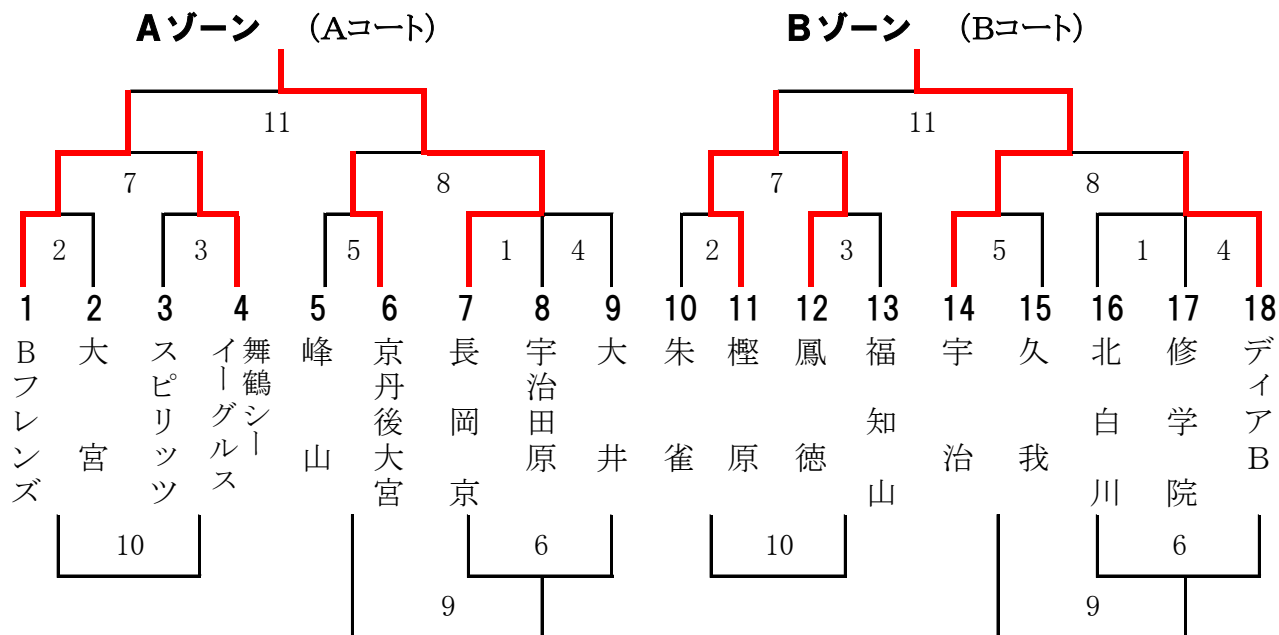 Aゾーン (Aコート) Bゾーン (Bコート)
11 11
7 8 7 8
2 3 5 1 4 2 3 5 1 4
1 2 3 4 5 6 7 8 9 10 11 12 13 14 15 16 17 18
Bフレンズ
大宮
スピリッツ
舞鶴シー
イーグルス
峰山
京丹後大宮
長岡京
宇治田原
大井
朱雀
樫原
鳳徳
福知山
宇治
久我
北白川
修学院
ディアB
10 6 10 6
9 9